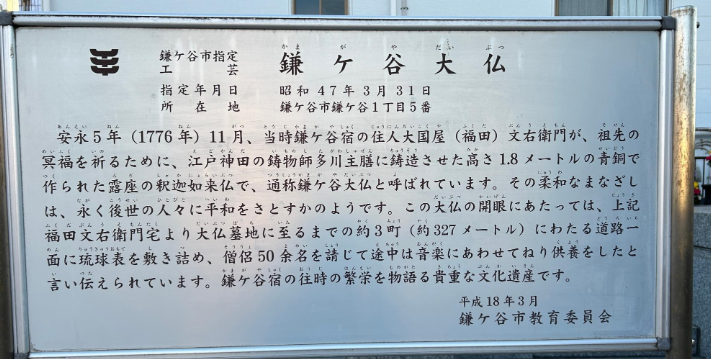 鎌ケ谷市指定
工芸
鎌ケ谷大仏
かまがやだいぶつ
指定年月日 昭和47年3月31日
所在地 鎌ケ谷市鎌ケ谷1丁目5番
安永5年（1776年）11月、当時鎌ケ谷宿の住人大国屋（福田）文右衛門が、祖先の
冥福を祈るために、江戸神田の鋳物師多川主膳に鋳造させた高さ1.8メートルの青銅で
作られた露座の釈迦如来仏で、通称鎌ケ谷大仏と呼ばれています。その柔和なまなざし
は、永く後世の人々に平和をさとすかのようです。この大仏の開眼にあたっては、上記
福田文右衛門宅より大仏墓地に至るまでの約3町（約327メートル）にわたる道路一
面に琉球表を敷き詰め、僧侶50余名を請じて途中は音楽にあわせてねり供養をしたと
言い伝えられています。鎌ケ谷宿の往時の繁栄を物語る貴重な文化遺産です。
平成18年3月
鎌ケ谷市教育委員会